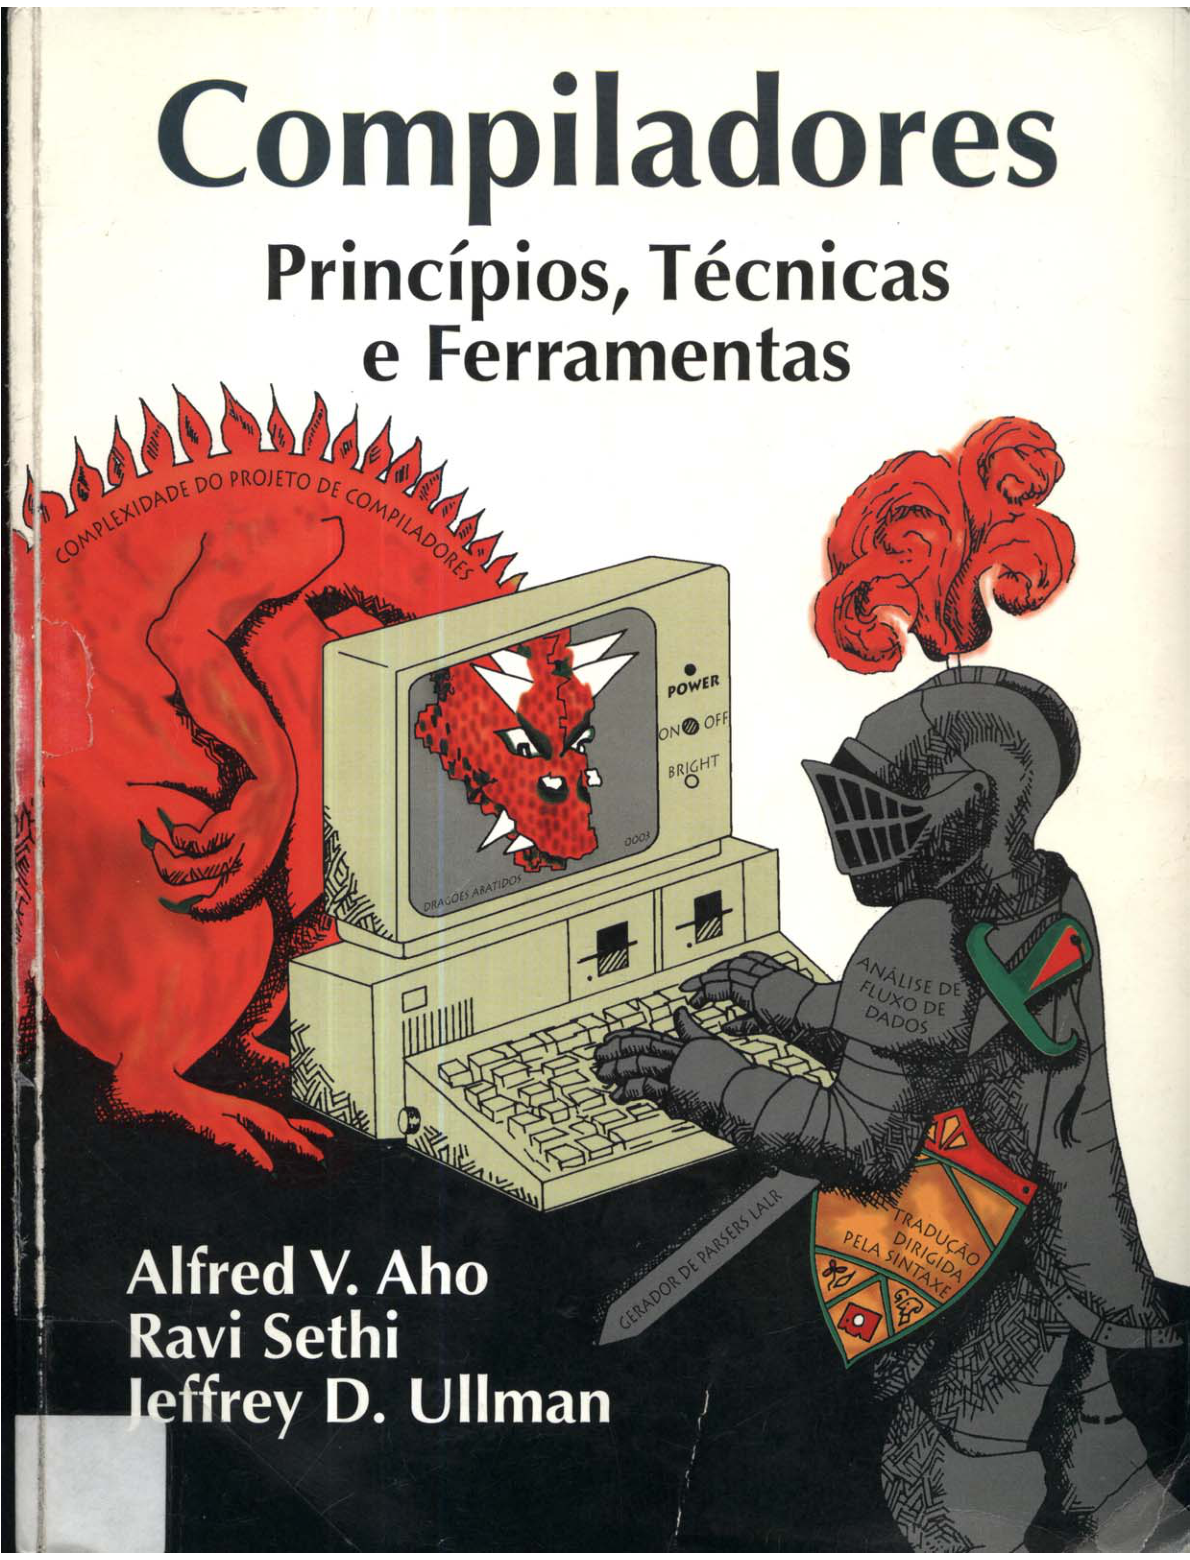 Compiladores
Princípios, Técnicas
e Ferramentas
COMPLEXIDADE DO PROJETO DE COMPILADORES
POWER
ON OFF
BRIGHT
0003
DRAGÕES ABATIDOS
ANÁLISE DE
FLUXO DE
DADOS
TRADUÇÃO
DIRIGIDA
PELA SINTAXE
GERADOR DE PARSERS LALR
Alfred V. Aho
Ravi Sethi
Jeffrey D. Ullman